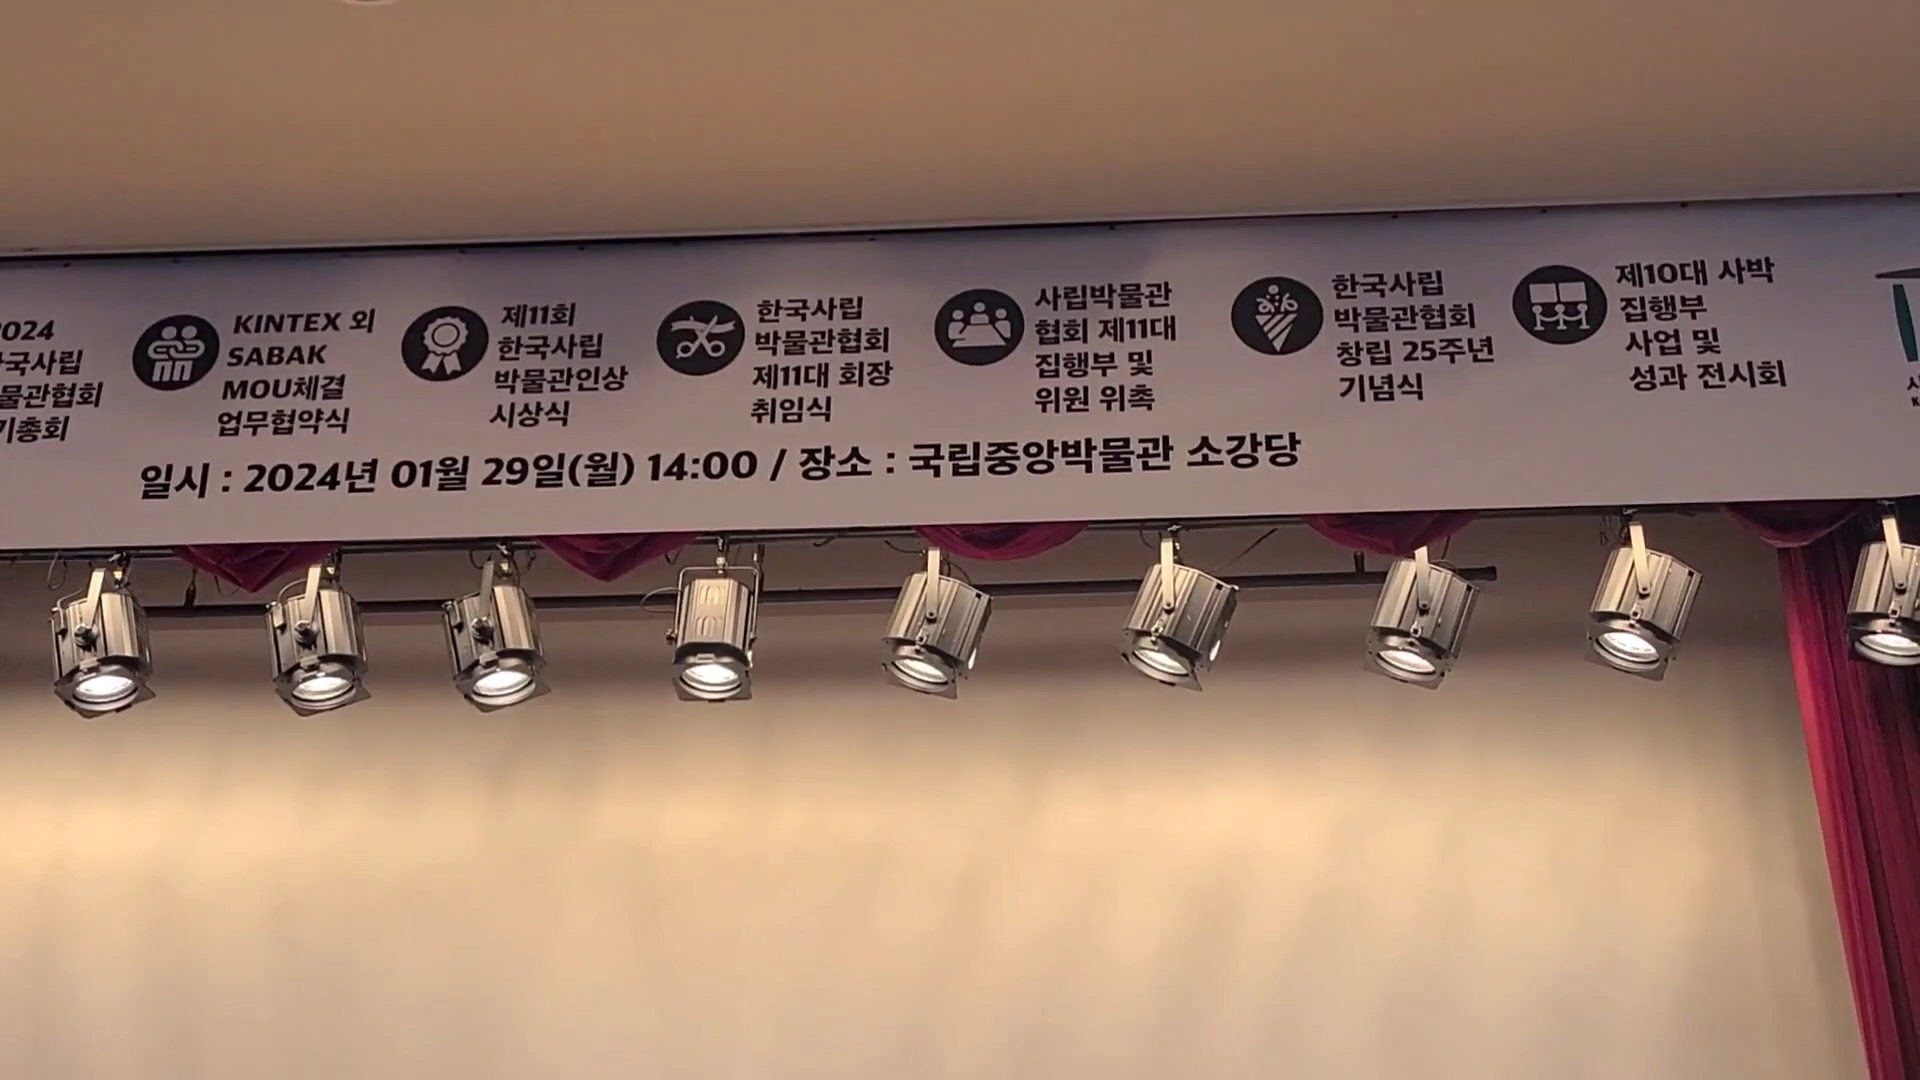 2024
국사립
물관협회
기총회
KINTEX 외
SABAK
MOU체결
업무협약식
제11회
한국사립
박물관인상
시상식
한국사립
박물관협회
제11대 회장
취임식
사립박물관
협회 제11대
집행부 및
위원 위촉
한국사립
박물관협회
창립 25주년
기념식
제10대 사박
집행부
사업 및
성과 전시회
일시 : 2024년 01월 29일(월) 14:00 / 장소 : 국립중앙박물관 소강당